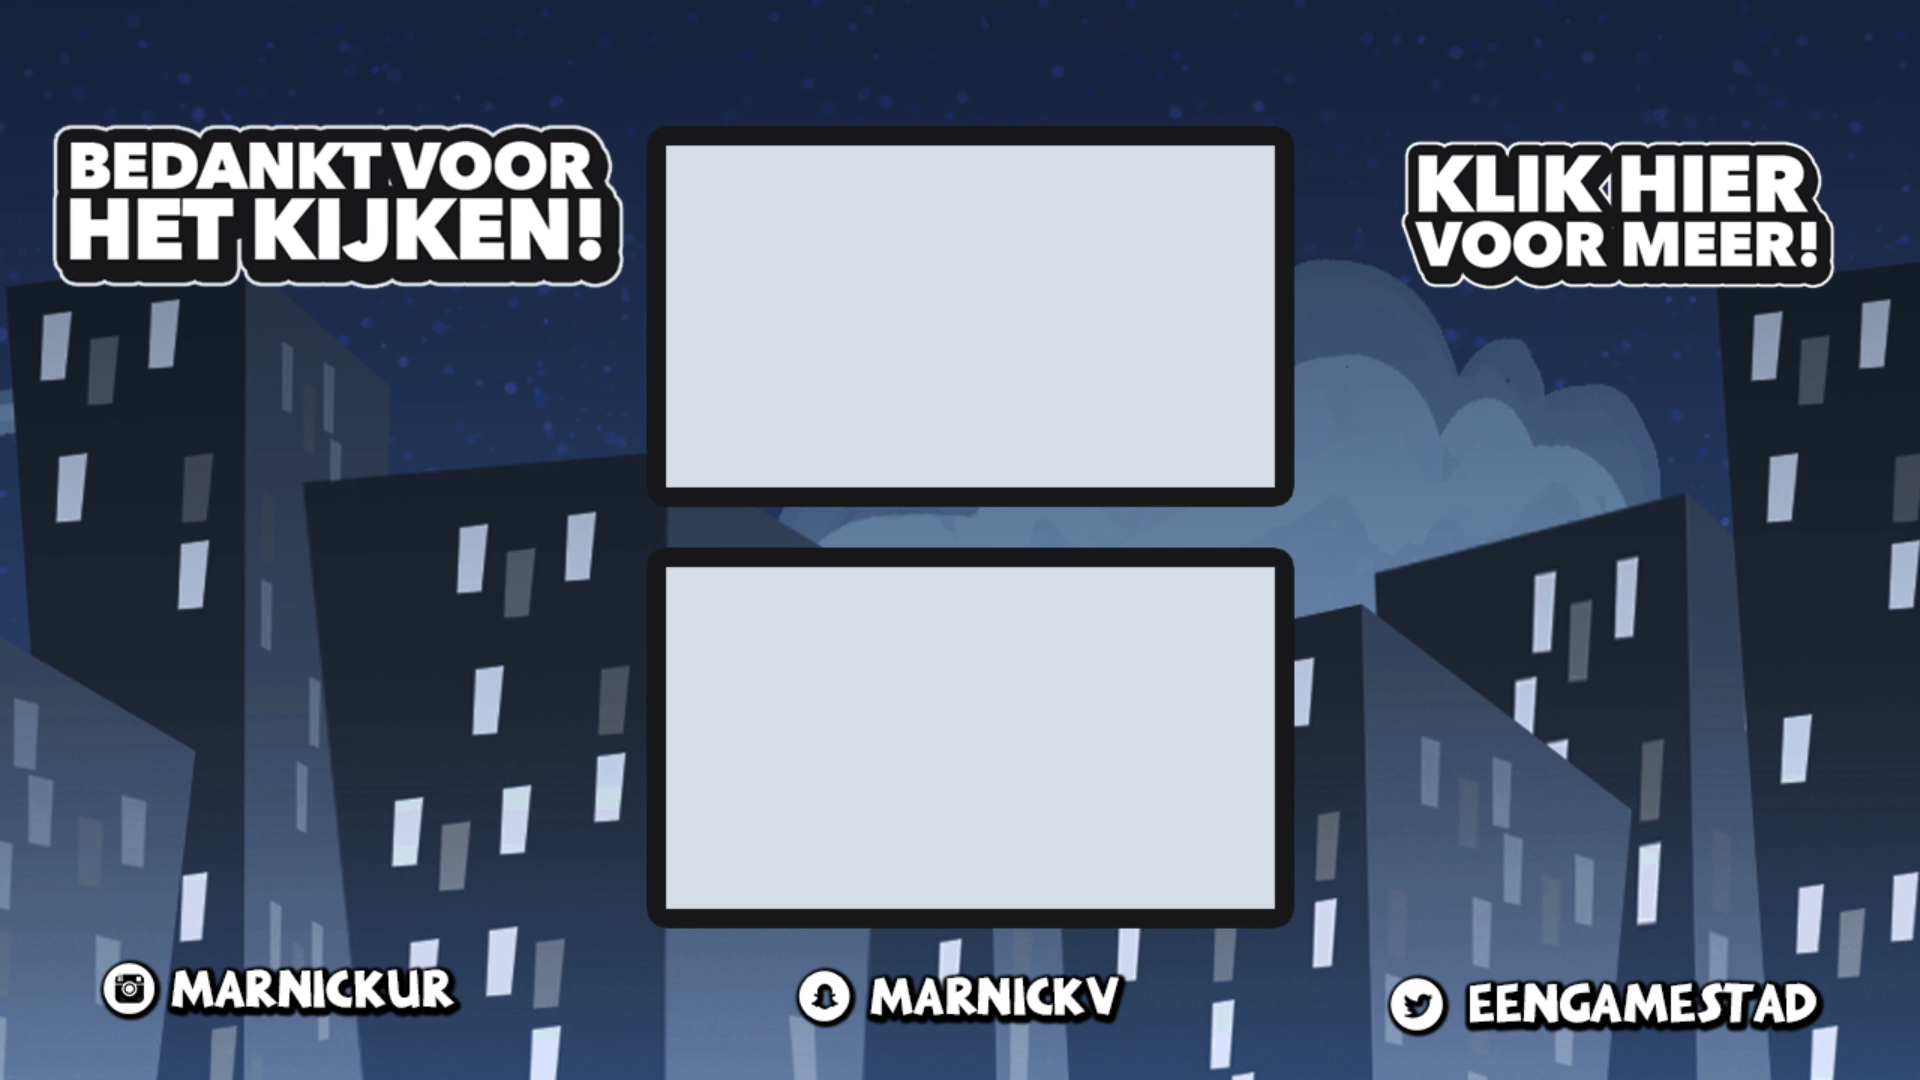 BEDANKT VOOR
HET KIJKEN!
KLIK HIER
VOOR MEER!
MARNICKUR
MARNICKV
EENGAMESTAD